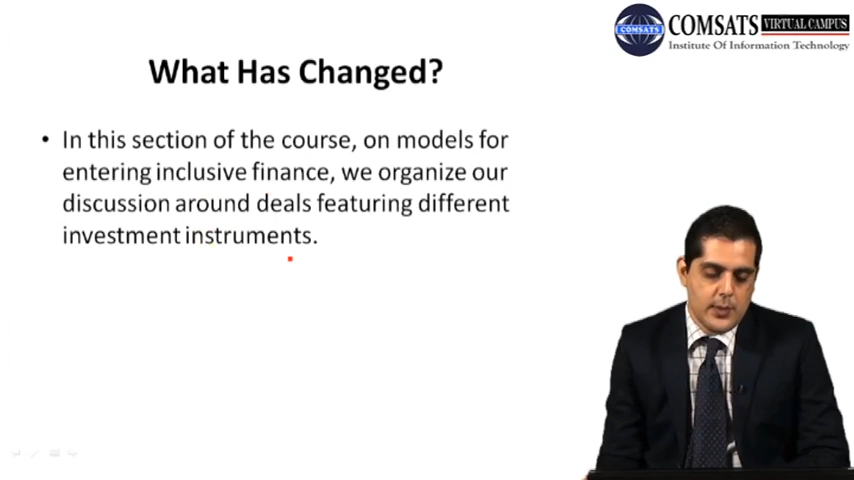 COMSATS VIRTUAL CAMPUS
Institute Of Information Technology
COMSATS
What Has Changed?
• In this section of the course, on models for
entering inclusive finance, we organize our
discussion around deals featuring different
investment instruments.